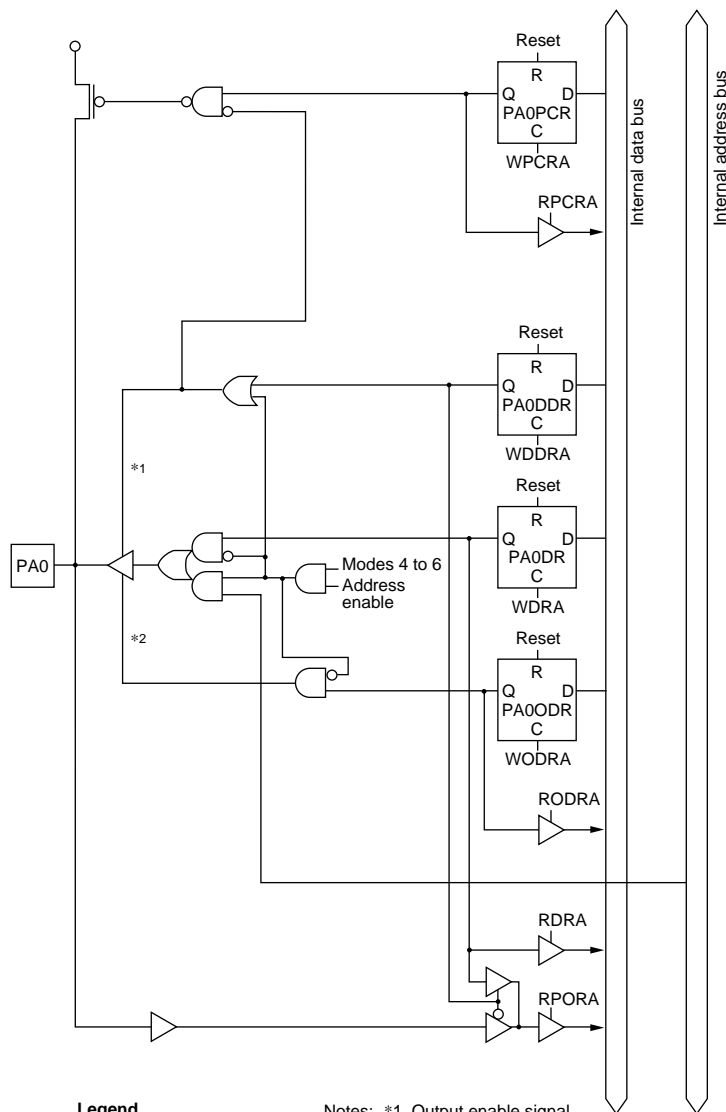 Reset
R
Q D
PA0PCR
C
WPCRA
RPCRA
Internal data bus
Internal address bus
Reset
R
Q D
PA0DDR
C
WDDRA
*1
Reset
R
Q D
PA0DR
C
WDRA
PA0
Modes 4 to 6
Address
enable
*2
Reset
R
Q D
PA0ODR
C
WODRA
RODRA
RDRA
RPORA
Legend
Notes: *1 Output enable signal